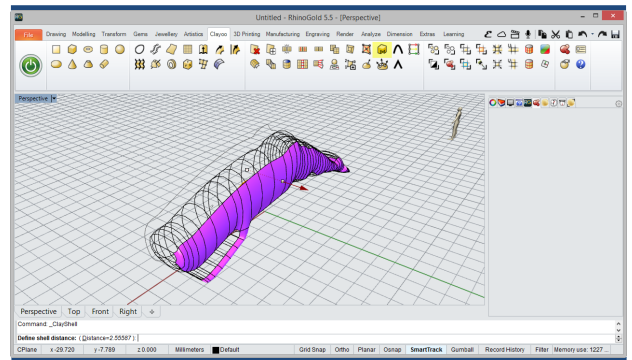 Untitled - RhinoGold 5.5 - [Perspective]
File Drawing Modelling Transform Gems Jewellery Artistics Clayoo 3D Printing Manufacturing Engraving Render Analyze Dimension Extras Learning
Perspective
Perspective Top Front Right
Command: _ClayShell
Define shell distance: ( Distance=2.55587 ):
CPlane x -29.720 y -7.789 z 0.000 Millimeters Default Grid Snap Ortho Planar Osnap SmartTrack Gumball Record History Filter Memory use: 1227 ...